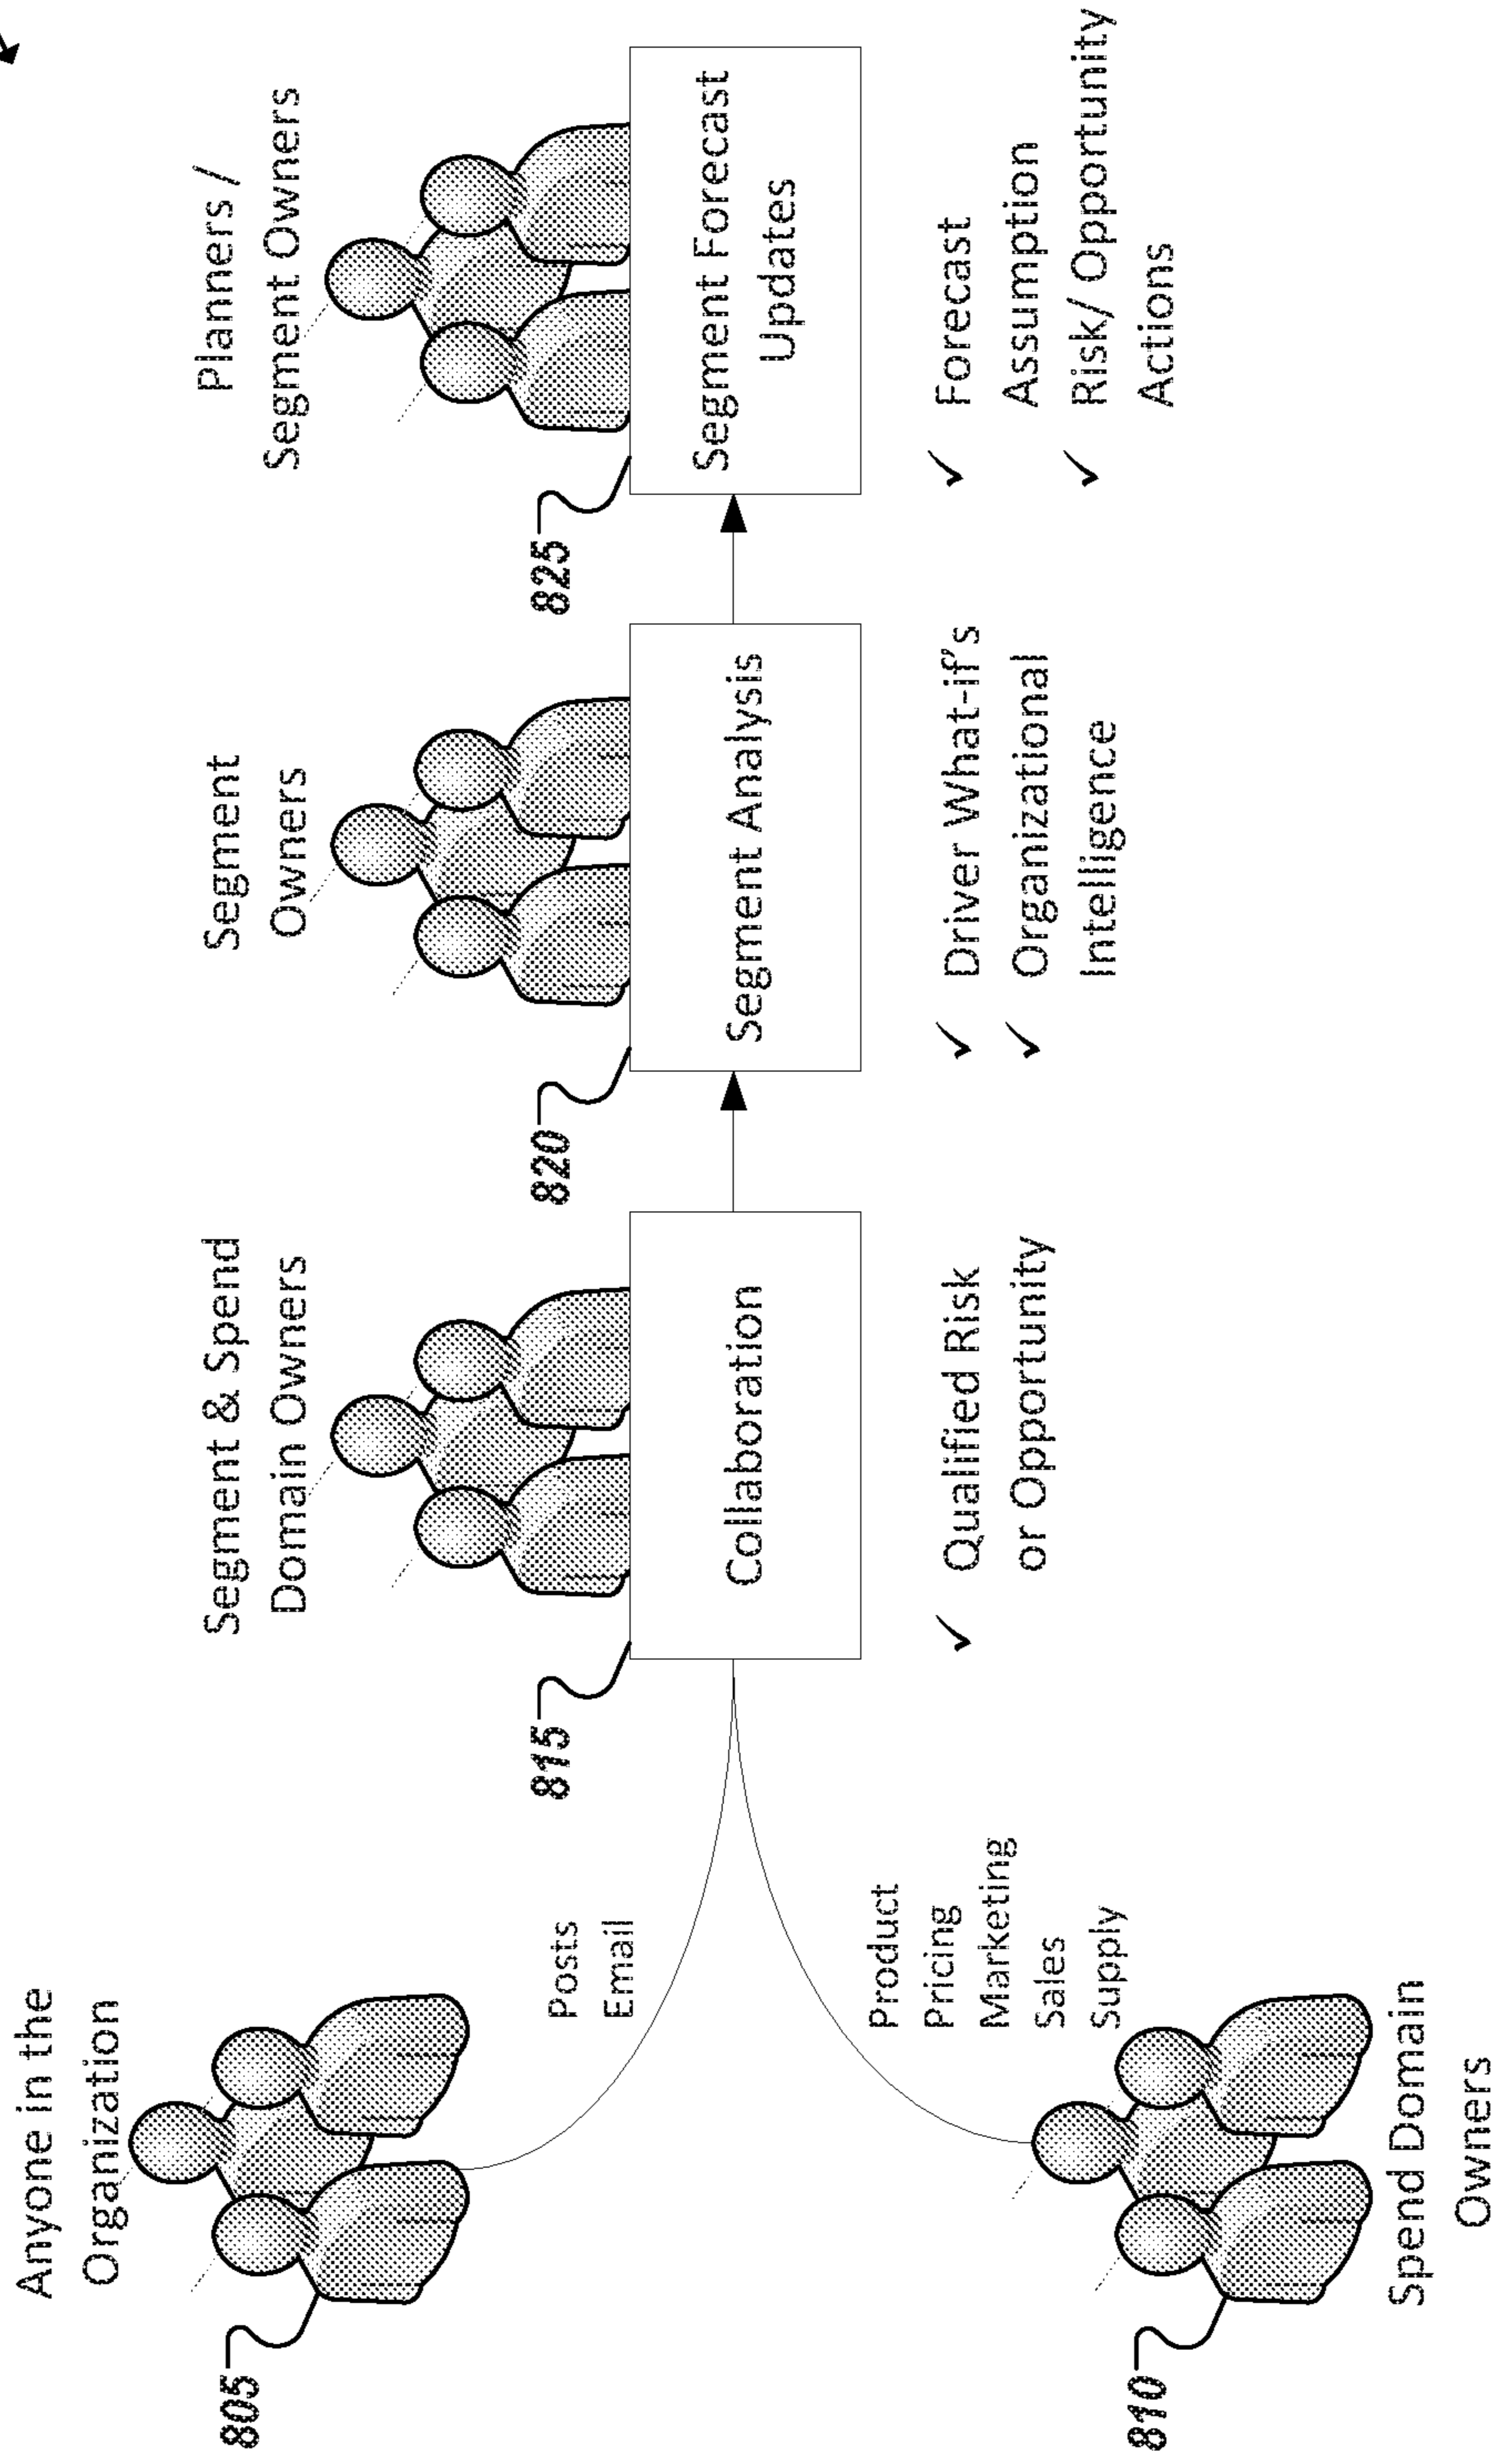 Anyone in the
Organization
805
Posts
Email
810
Product
Pricing
Marketing
Sales
Supply
Spend Domain
Owners
Segment & Spend
Domain Owners
815
Collaboration
✓ Qualified Risk
or Opportunity
Segment
Owners
820
Segment Analysis
✓ Driver What-if's
✓ Organizational
Intelligence
Planners /
Segment Owners
825
Segment Forecast
Updates
✓ Forecast
Assumption
✓ Risk/ Opportunity
Actions